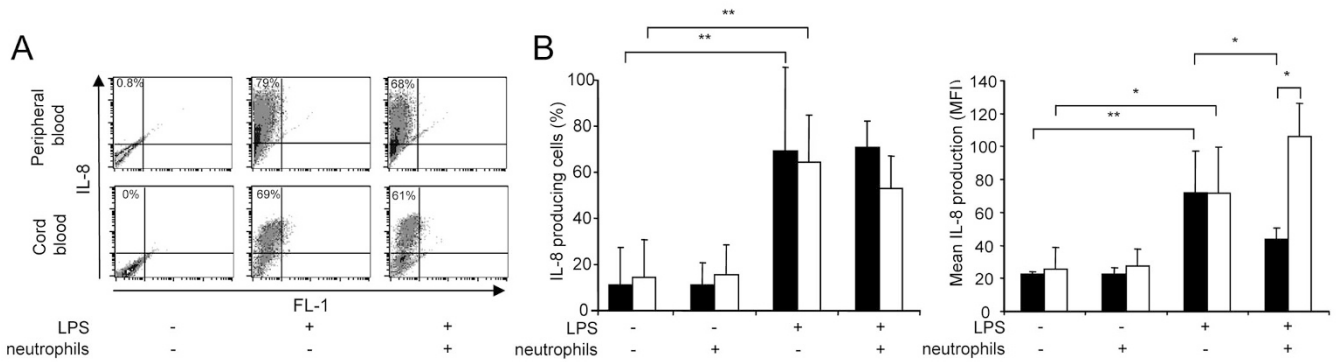 A
Peripheral
blood
0.8%
79%
68%
IL-8
Cord
blood
0%
69%
61%
FL-1
LPS - + +
neutrophils - - +
B
** **
IL-8 producing cells (%)
100
80
60
40
20
0
LPS - - + +
neutrophils - + - +
* * * **
Mean IL-8 production (MFI)
140
120
100
80
60
40
20
0
LPS - - + +
neutrophils - + - +